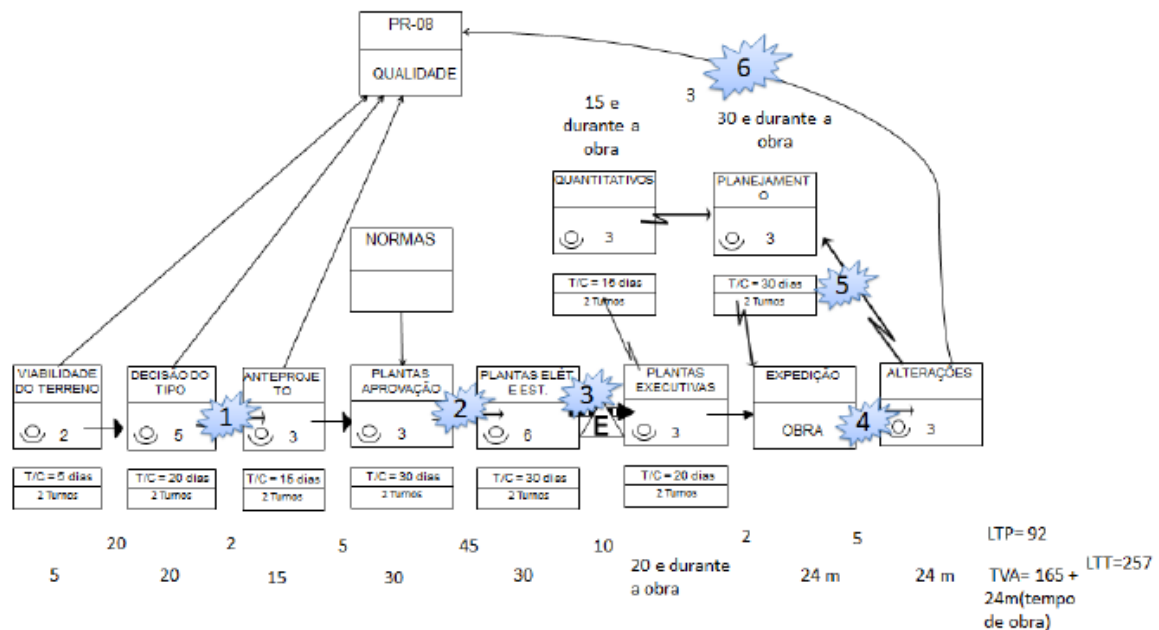 PR-08
QUALIDADE
6
3
15 e
durante a
obra
30 e durante a
obra
QUANTITATIVOS
3
PLANEJAMENT
O
3
NORMAS
T/C = 15 dias
2 Turnos
T/C = 30 dias
2 Turnos
5
VIABILIDADE
DO TERRENO
2
DECISÃO DO
TIPO
5
1
ANTEPROJE
TO
3
PLANTAS
APROVAÇÃO
3
2
PLANTAS ELÉT.
E EST.
6
3
E
PLANTAS
EXECUTIVAS
3
EXPEDIÇÃO
OBRA
4
ALTERAÇÕES
3
T/C = 5 dias
2 Turnos
T/C = 20 dias
2 Turnos
T/C = 15 dias
2 Turnos
T/C = 30 dias
2 Turnos
T/C = 30 dias
2 Turnos
T/C = 20 dias
2 Turnos
20 2 5 45 10 2 5 LTP= 92
5 20 15 30 30
20 e durante
a obra
24 m 24 m
TVA= 165 +
24m(tempo
de obra)
LTT=257